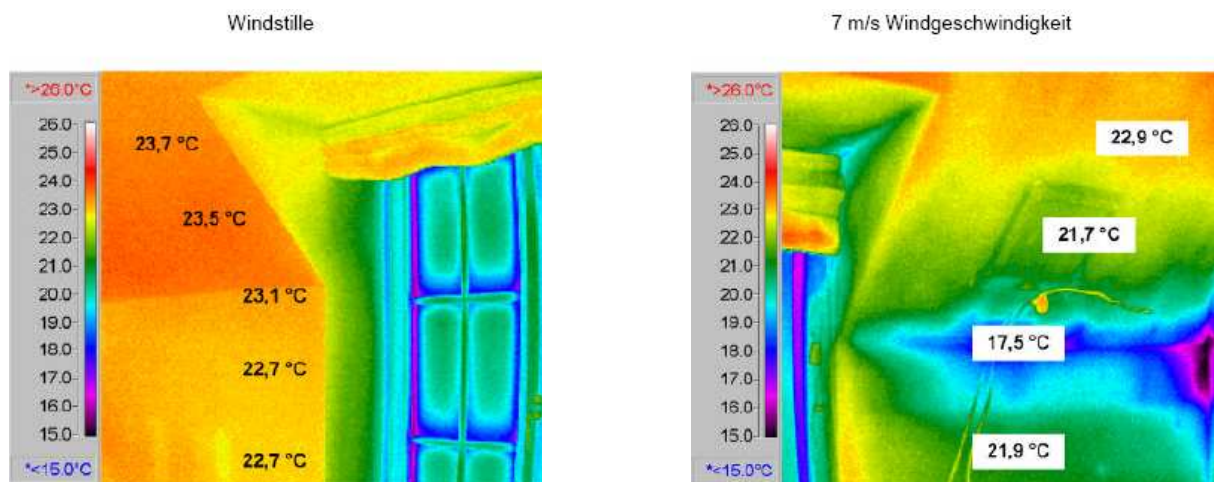 Windstille
7 m/s Windgeschwindigkeit
*>26.0°C
26.0
25.0
24.0
23.0
22.0
21.0
20.0
19.0
18.0
17.0
16.0
15.0
*<15.0°C
23,7 °C
23,5 °C
23,1 °C
22,7 °C
22,7 °C
*>26.0°C
26.0
25.0
24.0
23.0
22.0
21.0
20.0
19.0
18.0
17.0
16.0
15.0
*<15.0°C
22,9 °C
21,7 °C
17,5 °C
21,9 °C